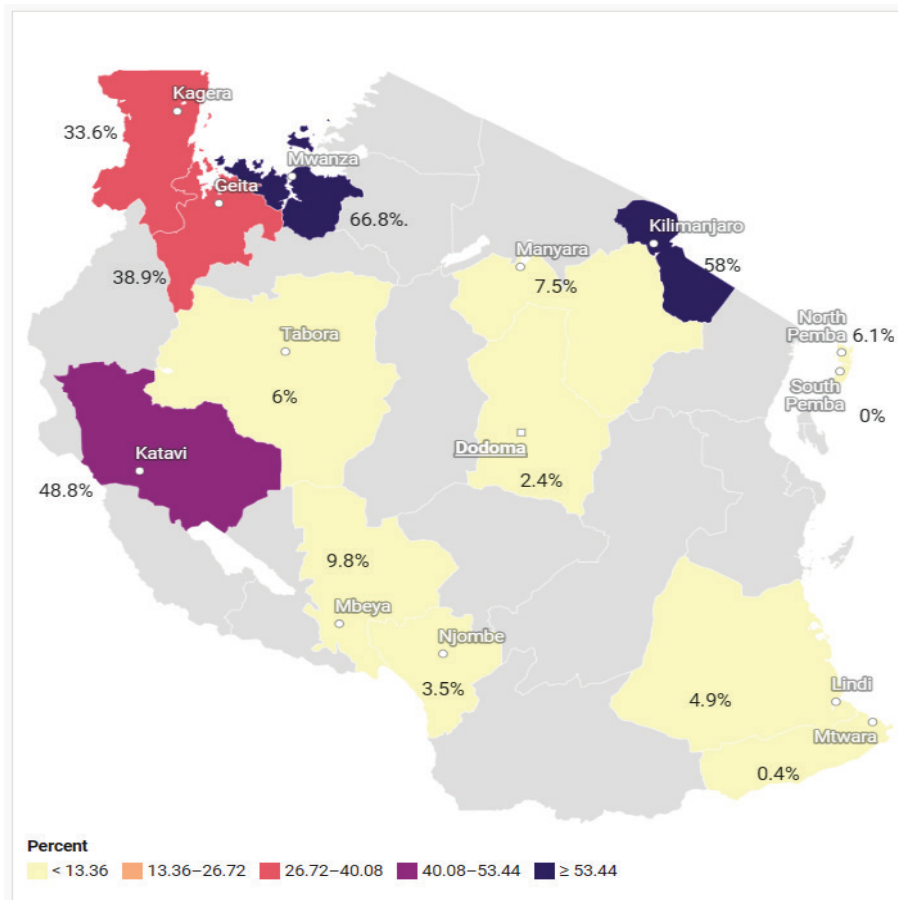 Kagera
33.6%
Mwanza
Geita
66.8%.
Kilimanjaro
Manyara
58%
38.9%
7.5%
North
Pemba
6.1%
Tabora
South
Pemba
6%
0%
Katavi
Dodoma
48.8%
2.4%
9.8%
Mbeya
Njombe
3.5%
Lindi
4.9%
Mtwara
0.4%
Percent
< 13.36 13.36–26.72 26.72–40.08 40.08–53.44 ≥ 53.44